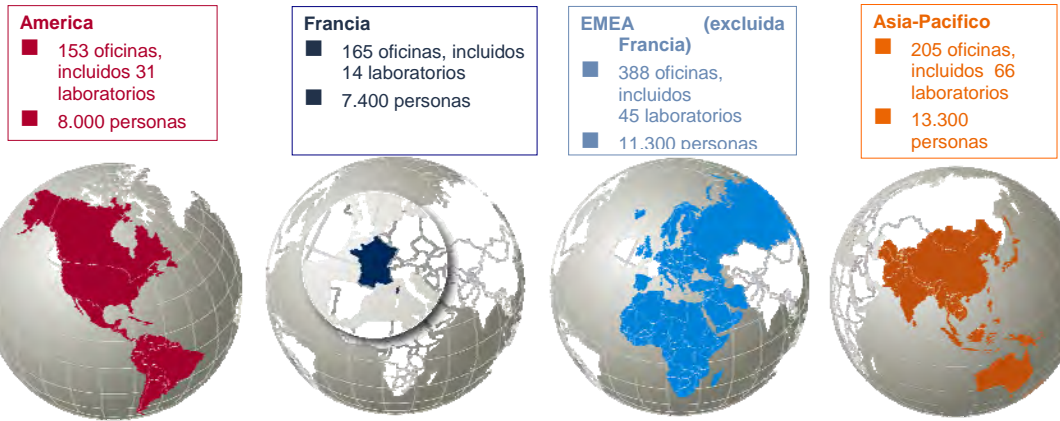 America
153 oficinas,
incluidos 31
laboratorios
8.000 personas
Francia
165 oficinas, incluidos
14 laboratorios
7.400 personas
EMEA (excluida
Francia)
388 oficinas,
incluidos
45 laboratorios
11.300 personas
Asia-Pacifico
205 oficinas,
incluidos 66
laboratorios
13.300
personas